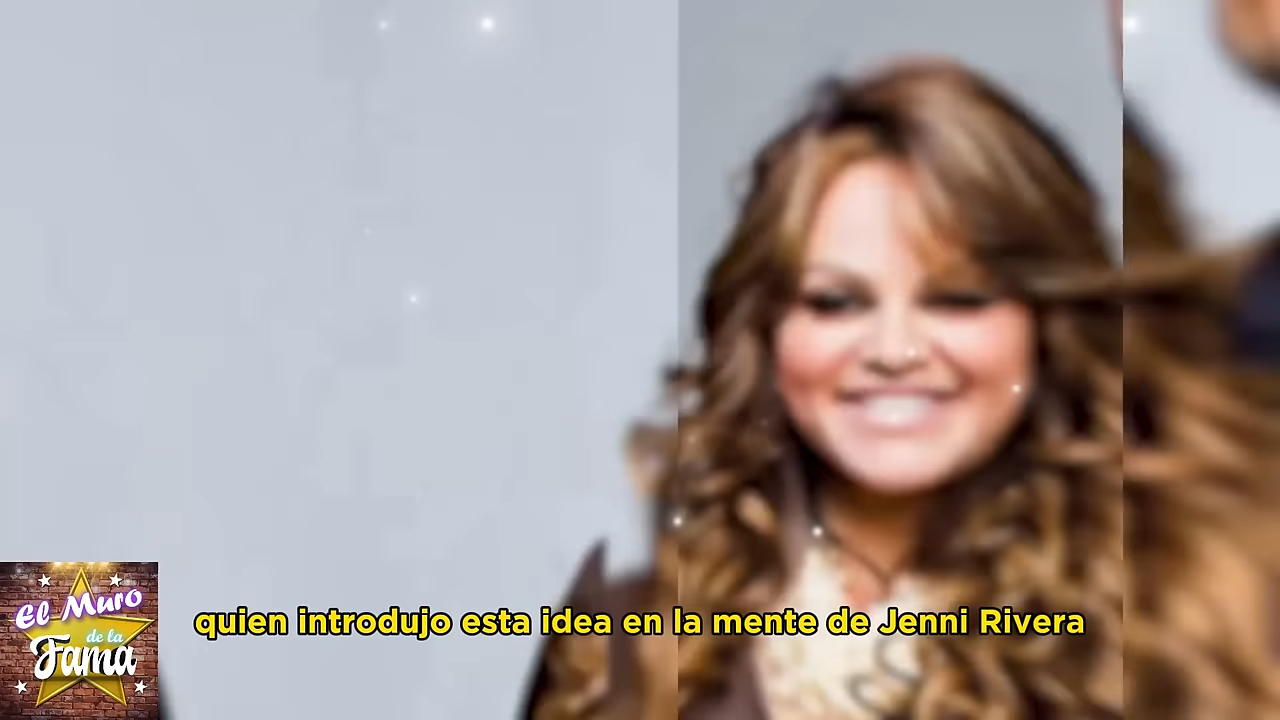 El Muro
de la
Fama
quien introdujo esta idea en la mente de Jenni Rivera